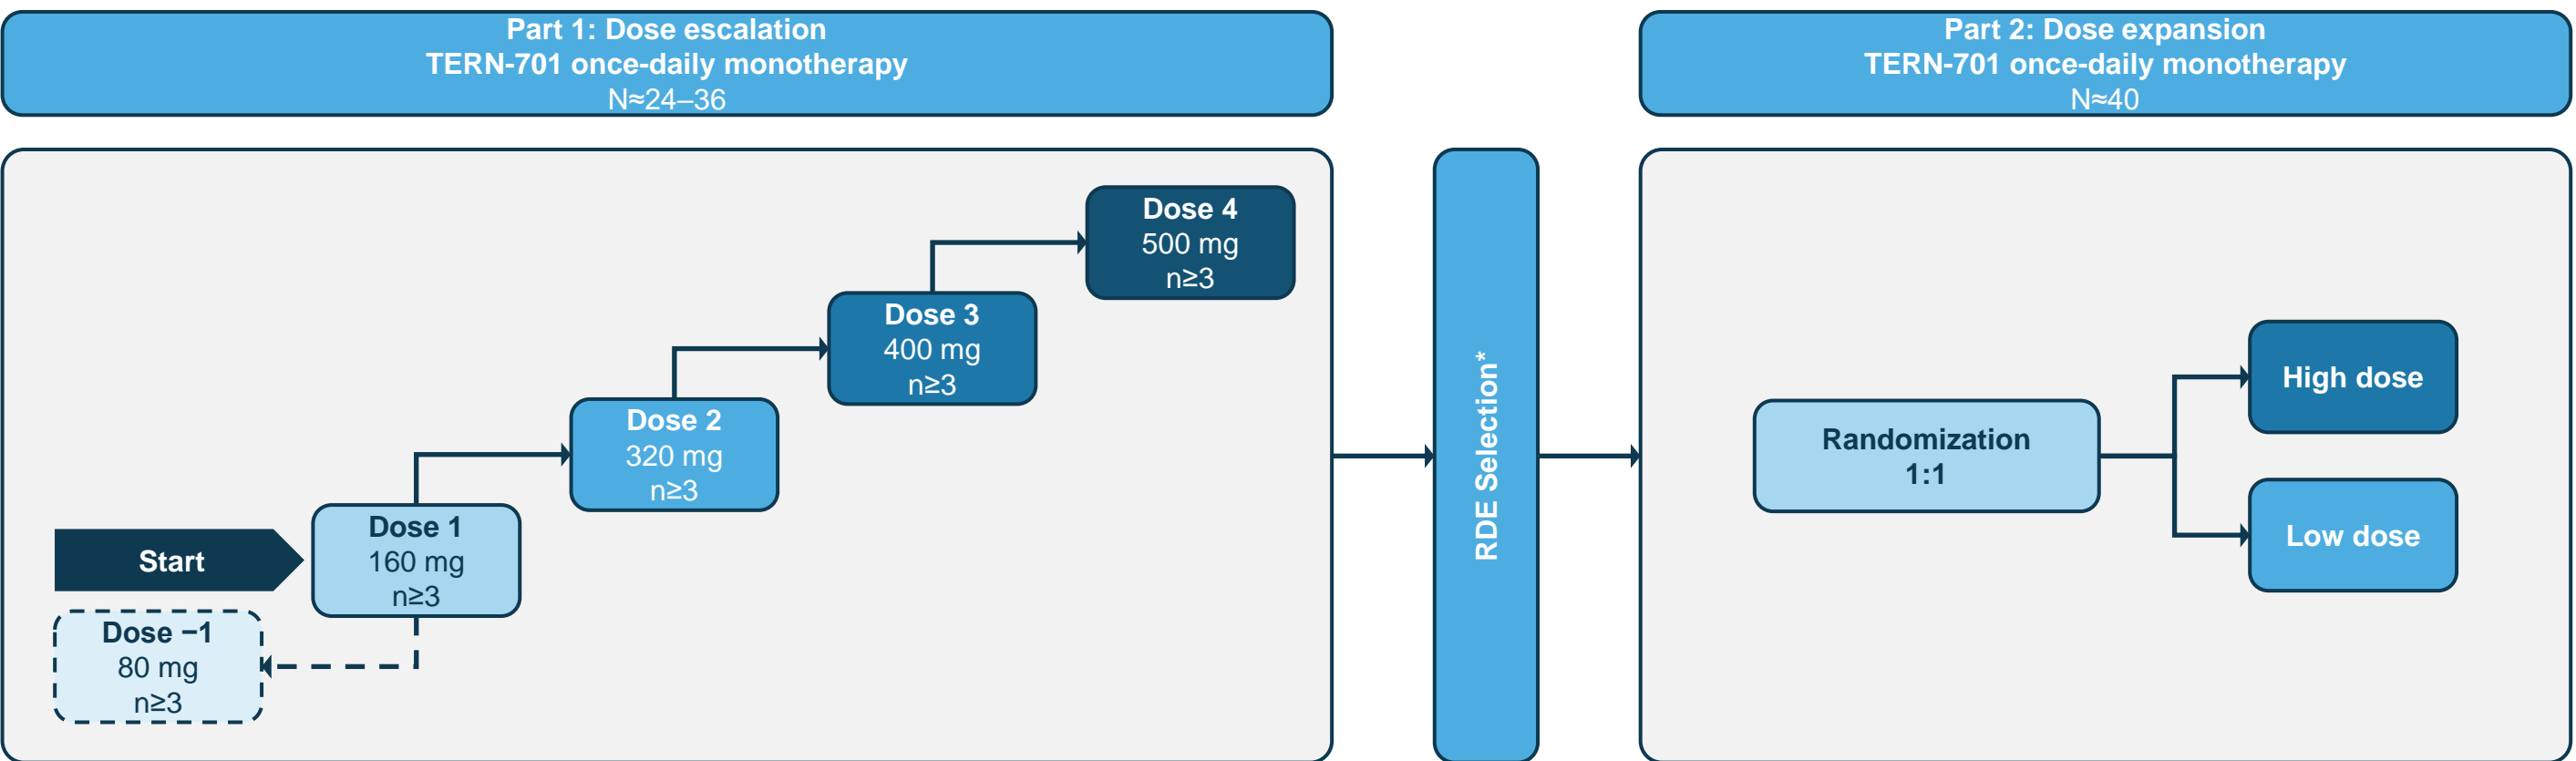 Part 1: Dose escalation
TERN-701 once-daily monotherapy
N≈24–36
Part 2: Dose expansion
TERN-701 once-daily monotherapy
N≈40
Start
Dose −1
80 mg
n≥3
Dose 1
160 mg
n≥3
Dose 2
320 mg
n≥3
Dose 3
400 mg
n≥3
Dose 4
500 mg
n≥3
RDE Selection*
Randomization
1:1
High dose
Low dose